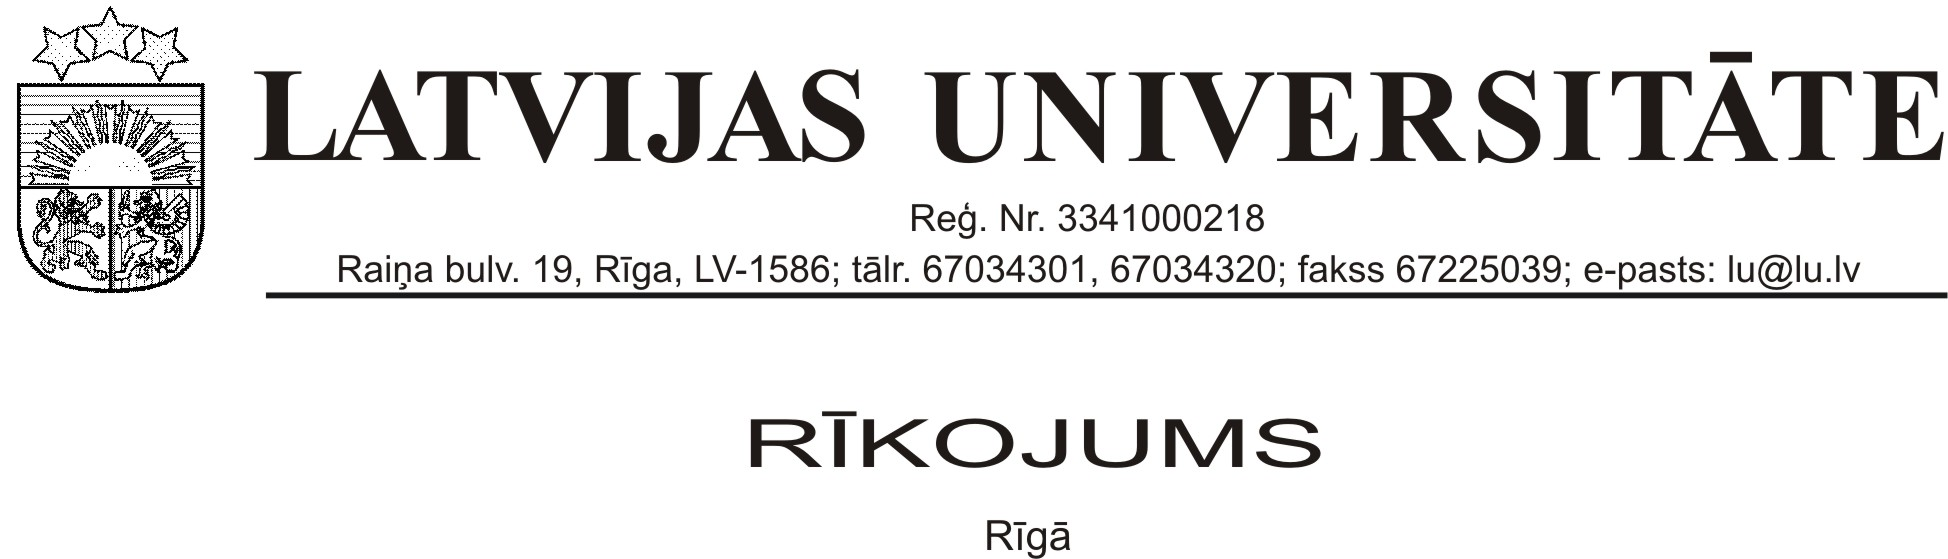 LATVIJAS UNIVERSITĀTE
Reģ. Nr. 3341000218
Raiņa bulv. 19, Rīga, LV-1586; tālr. 67034301, 67034320; fakss 67225039; e-pasts: lu@lu.lv
RĪKOJUMS
Rīgā